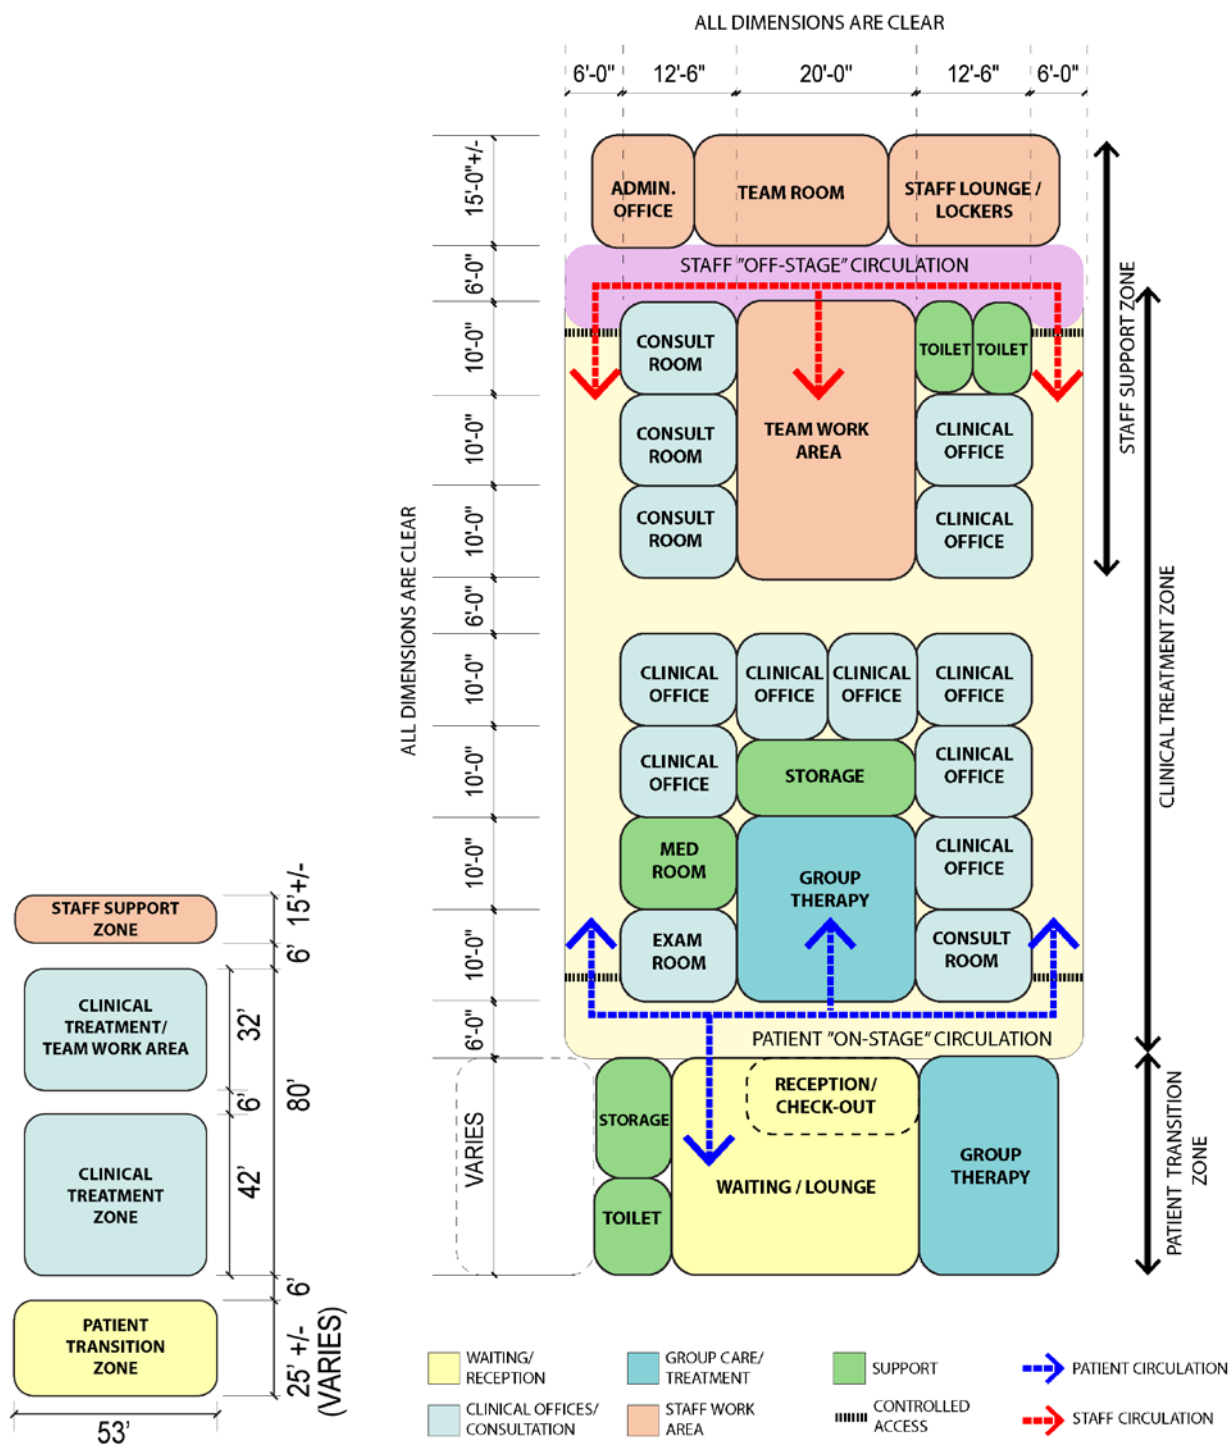 ALL DIMENSIONS ARE CLEAR
6'-0"
12'-6"
20'-0"
12'-6"
6'-0"
15'-0"+/-
6'-0"
10'-0"
10'-0"
10'-0"
6'-0"
10'-0"
10'-0"
10'-0"
10'-0"
6'-0"
VARIES
ALL DIMENSIONS ARE CLEAR
ADMIN.
OFFICE
TEAM ROOM
STAFF LOUNGE /
LOCKERS
STAFF "OFF-STAGE" CIRCULATION
CONSULT
ROOM
TOILET
TOILET
CONSULT
ROOM
TEAM WORK
AREA
CLINICAL
OFFICE
CONSULT
ROOM
CLINICAL
OFFICE
CLINICAL
OFFICE
CLINICAL
OFFICE
CLINICAL
OFFICE
CLINICAL
OFFICE
CLINICAL
OFFICE
STORAGE
CLINICAL
OFFICE
MED
ROOM
GROUP
THERAPY
CLINICAL
OFFICE
EXAM
ROOM
CONSULT
ROOM
PATIENT "ON-STAGE" CIRCULATION
STORAGE
RECEPTION/
CHECK-OUT
TOILET
WAITING / LOUNGE
GROUP
THERAPY
STAFF SUPPORT ZONE
CLINICAL TREATMENT ZONE
PATIENT TRANSITION
ZONE
STAFF SUPPORT
ZONE
CLINICAL
TREATMENT/
TEAM WORK AREA
CLINICAL
TREATMENT
ZONE
PATIENT
TRANSITION
ZONE
15'+/-
6'
32'
6'
80'
42'
6'
25' +/-
(VARIES)
53'
WAITING/
RECEPTION
GROUP CARE/
TREATMENT
SUPPORT
PATIENT CIRCULATION
CLINICAL OFFICES/
CONSULTATION
STAFF WORK
AREA
CONTROLLED
ACCESS
STAFF CIRCULATION